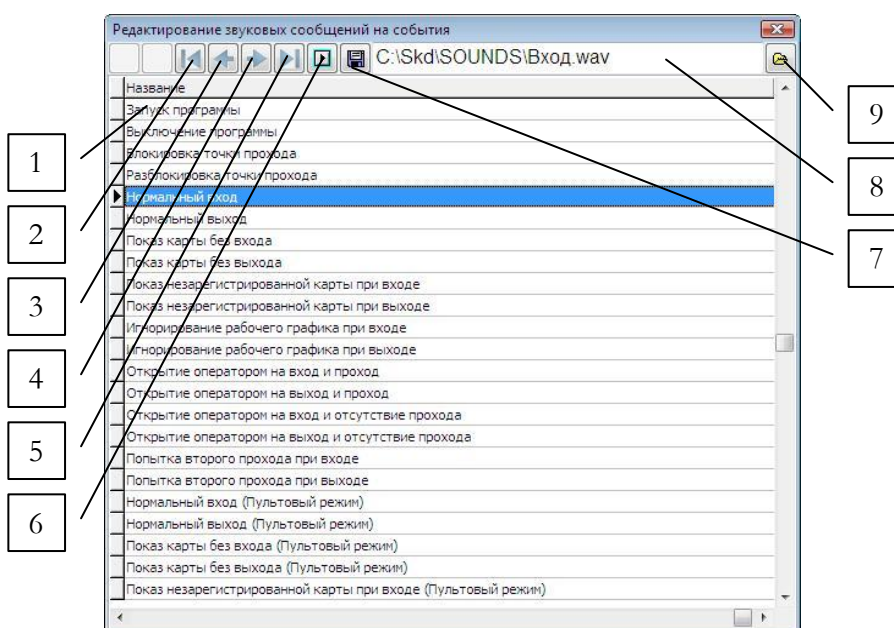 Редактирование звуковых сообщений на события
C:\Skd\SOUNDS\Вход.wav
Название
Запуск программы
Выключение программы
Блокировка точки прохода
Разблокировка точки прохода
Нормальный вход
Нормальный выход
Показ карты без входа
Показ карты без выхода
Показ незарегистрированной карты при входе
Показ незарегистрированной карты при выходе
Игнорирование рабочего графика при входе
Игнорирование рабочего графика при выходе
Открытие оператором на вход и проход
Открытие оператором на выход и проход
Открытие оператором на вход и отсутствие прохода
Открытие оператором на выход и отсутствие прохода
Попытка второго прохода при входе
Попытка второго прохода при выходе
Нормальный вход (Пультовый режим)
Нормальный выход (Пультовый режим)
Показ карты без входа (Пультовый режим)
Показ карты без выхода (Пультовый режим)
Показ незарегистрированной карты при входе (Пультовый режим)
1
2
3
4
5
6
9
8
7